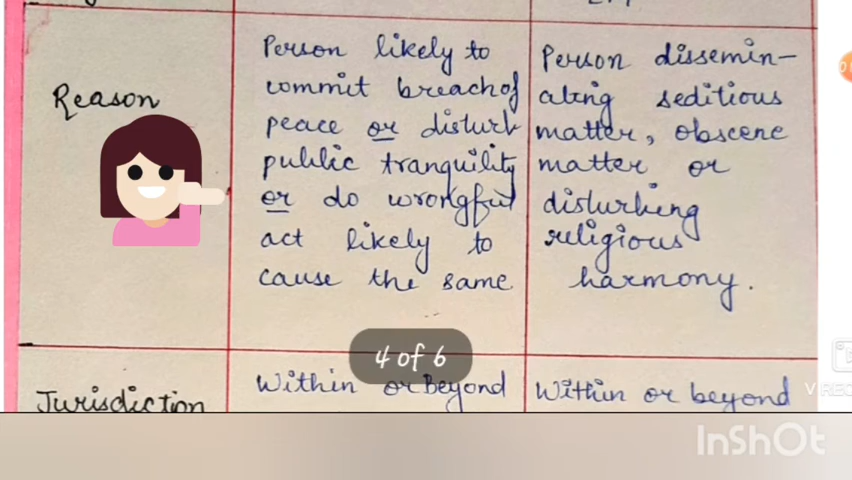 Reason
Person likely to
commit breach of
peace or disturb
public tranquility
or do wrongful
act likely to
cause the same
Person dissemin-
ating seditious
matter, obscene
matter or
disturbing
religious
harmony.
4 of 6
Jurisdiction
Within or Beyond
Within or beyond
InShOt